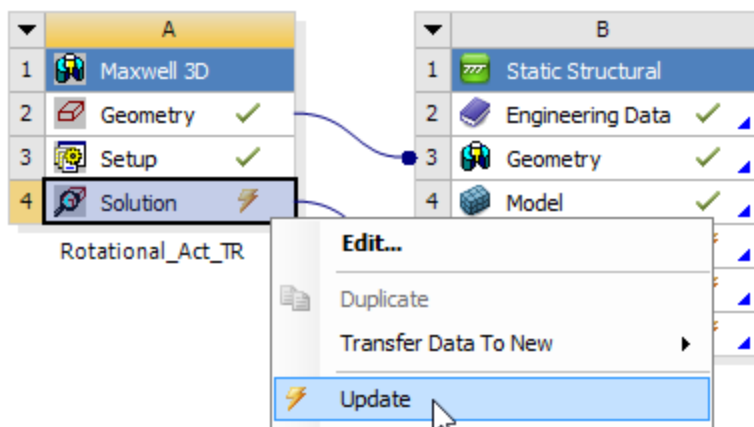 A
1 Maxwell 3D
2 Geometry
3 Setup
4 Solution
Rotational_Act_TR
B
1 Static Structural
2 Engineering Data
3 Geometry
4 Model
Edit...
Duplicate
Transfer Data To New
Update